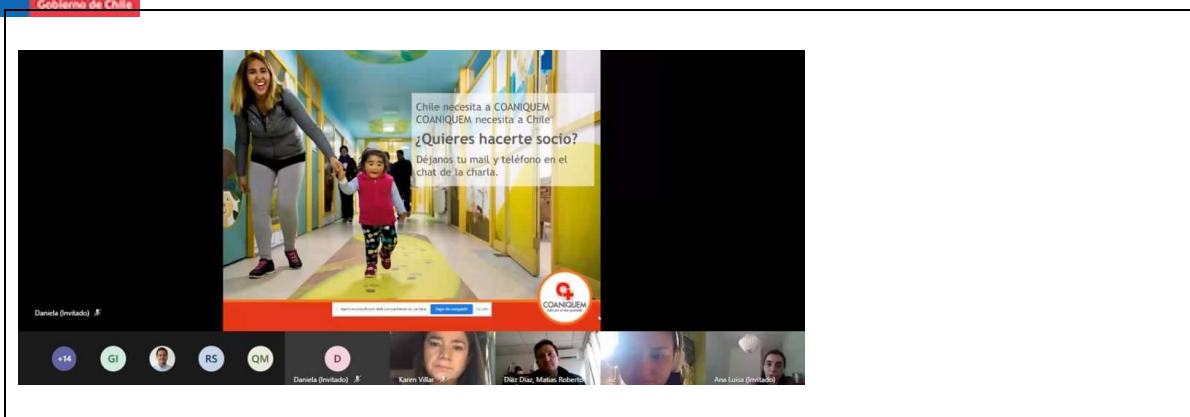 Gobierno de Chile
Chile necesita a COANIQUEM
COANIQUEM necesita a Chile
¿Quieres hacerte socio?
Déjanos tu mail y teléfono en el
chat de la charla.
COANIQUEM
Daniela (Invitado)
+14
GI
RS
QM
D
Daniela (Invitado)
Karen Villar
Díaz Díaz, Matías Roberto
Ana Luisa (Invitado)